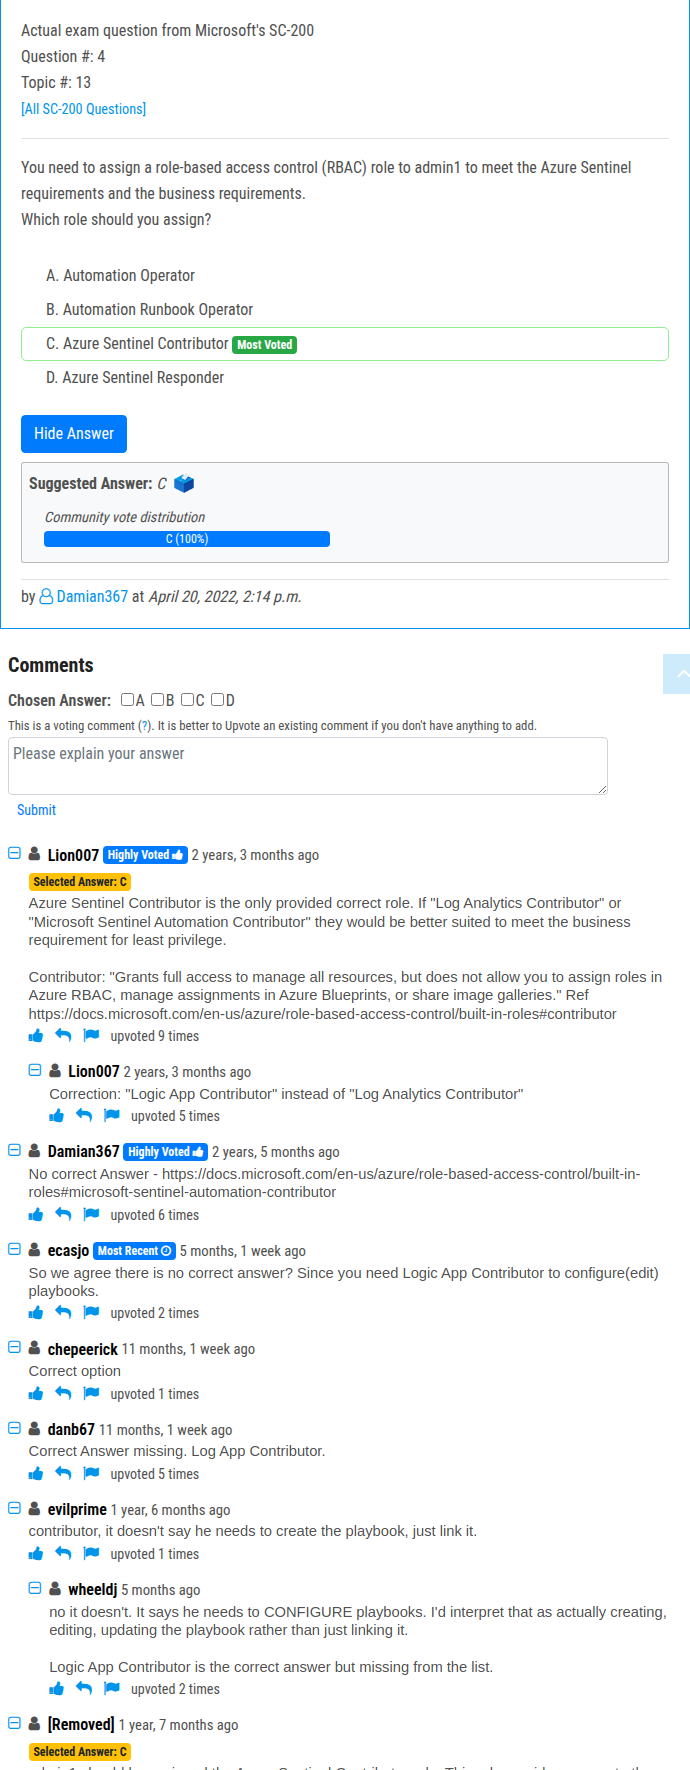 Actual exam question from Microsoft's SC-200
Question #: 4
Topic #: 13
[All SC-200 Questions]
You need to assign a role-based access control (RBAC) role to admin1 to meet the Azure Sentinel
requirements and the business requirements.
Which role should you assign?
A. Automation Operator
B. Automation Runbook Operator
C. Azure Sentinel Contributor Most Voted
D. Azure Sentinel Responder
Hide Answer
Suggested Answer: C
Community vote distribution
C (100%)
by Damian367 at April 20, 2022, 2:14 p.m.
Comments
Chosen Answer: A B C D
This is a voting comment (?). It is better to Upvote an existing comment if you don't have anything to add.
Please explain your answer
Submit
Lion007 Highly Voted 2 years, 3 months ago
Selected Answer: C
Azure Sentinel Contributor is the only provided correct role. If "Log Analytics Contributor" or
"Microsoft Sentinel Automation Contributor" they would be better suited to meet the business
requirement for least privilege.
Contributor: "Grants full access to manage all resources, but does not allow you to assign roles in
Azure RBAC, manage assignments in Azure Blueprints, or share image galleries." Ref
https://docs.microsoft.com/en-us/azure/role-based-access-control/built-in-roles#contributor
upvoted 9 times
Lion007 2 years, 3 months ago
Correction: "Logic App Contributor" instead of "Log Analytics Contributor"
upvoted 5 times
Damian367 Highly Voted 2 years, 5 months ago
No correct Answer - https://docs.microsoft.com/en-us/azure/role-based-access-control/built-in-
roles#microsoft-sentinel-automation-contributor
upvoted 6 times
ecasjo Most Recent 5 months, 1 week ago
So we agree there is no correct answer? Since you need Logic App Contributor to configure(edit)
playbooks.
upvoted 2 times
chepeerick 11 months, 1 week ago
Correct option
upvoted 1 times
danb67 11 months, 1 week ago
Correct Answer missing. Log App Contributor.
upvoted 5 times
evilprime 1 year, 6 months ago
contributor, it doesn't say he needs to create the playbook, just link it.
upvoted 1 times
wheeldj 5 months ago
no it doesn't. It says he needs to CONFIGURE playbooks. I'd interpret that as actually creating,
editing, updating the playbook rather than just linking it.
Logic App Contributor is the correct answer but missing from the list.
upvoted 2 times
[Removed] 1 year, 7 months ago
Selected Answer: C